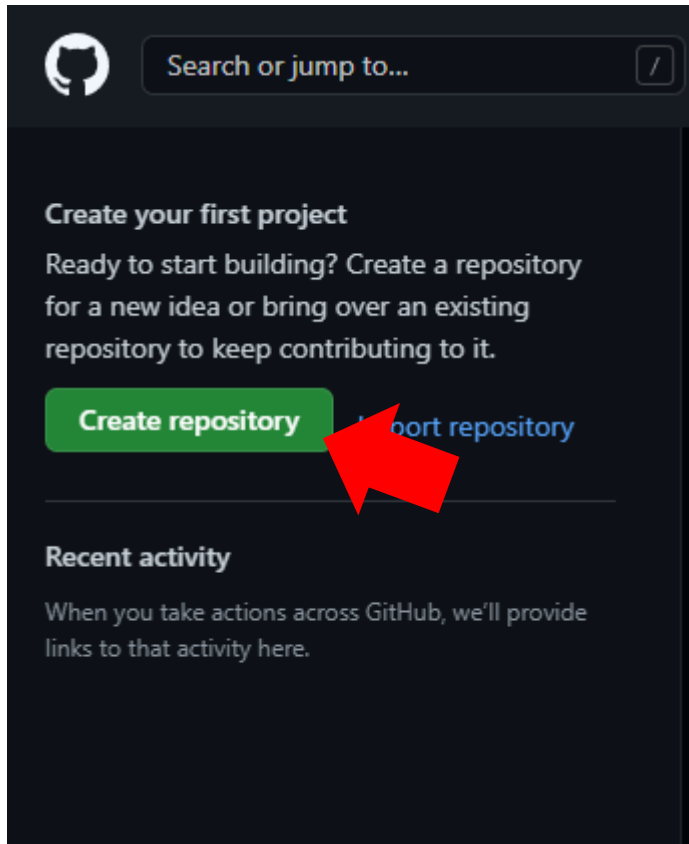 Search or jump to... /
Create your first project
Ready to start building? Create a repository
for a new idea or bring over an existing
repository to keep contributing to it.
Create repository repository
Recent activity
When you take actions across GitHub, we'll provide
links to that activity here.